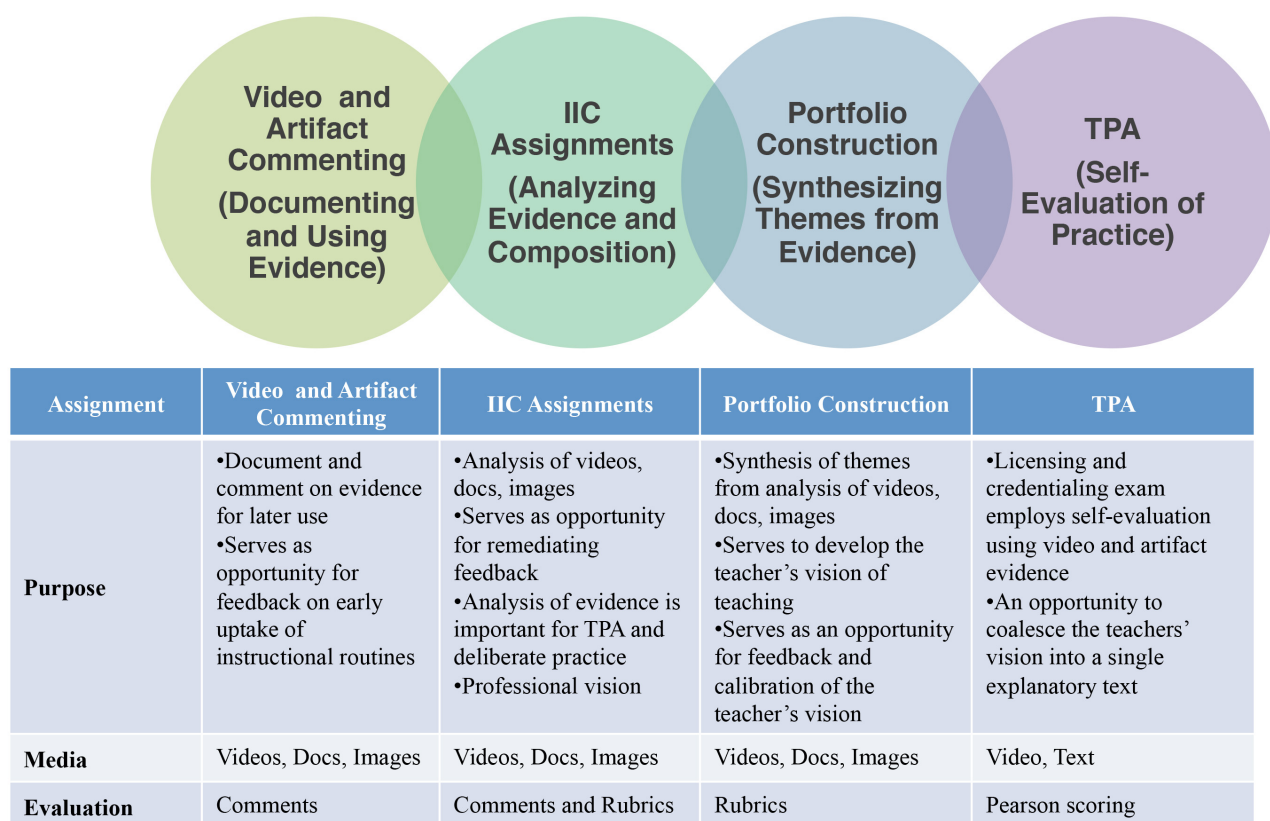 Video and
Artifact
Commenting
(Documenting
and Using
Evidence)
IIC
Assignments
(Analyzing
Evidence and
Composition)
Portfolio
Construction
(Synthesizing
Themes from
Evidence)
TPA
(Self-
Evaluation of
Practice)
Assignment
Video and Artifact
Commenting
IIC Assignments
Portfolio Construction
TPA
Purpose
•Document and
comment on evidence
for later use
•Serves as
opportunity for
feedback on early
uptake of
instructional routines
•Analysis of videos,
docs, images
•Serves as opportunity
for remediating
feedback
•Analysis of evidence is
important for TPA and
deliberate practice
•Professional vision
•Synthesis of themes
from analysis of videos,
docs, images
•Serves to develop the
teacher’s vision of
teaching
•Serves as an opportunity
for feedback and
calibration of the
teacher’s vision
•Licensing and
credentialing exam
employs self-evaluation
using video and artifact
evidence
•An opportunity to
coalesce the teachers’
vision into a single
explanatory text
Media
Videos, Docs, Images
Videos, Docs, Images
Videos, Docs, Images
Video, Text
Evaluation
Comments
Comments and Rubrics
Rubrics
Pearson scoring